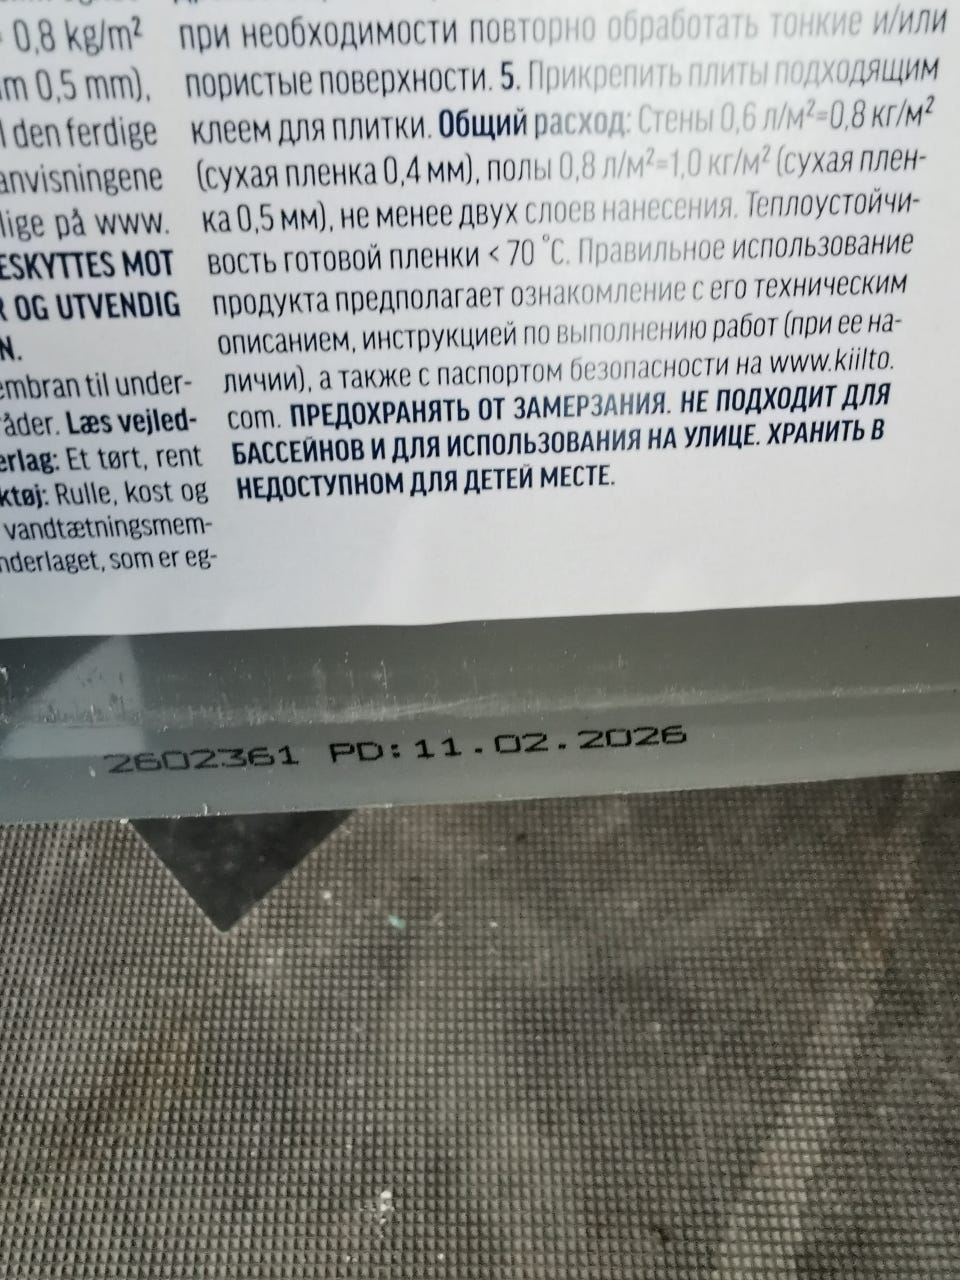 0,8 kg/m²
m 0,5 mm),
den ferdige
anvisningene
lige på www.
ESKYTTES MOT
R OG UTVENDIG
N.
embran til under-
åder. Læs vejled-
erlag: Et tørt, rent
ktøj: Rulle, kost og
vandtætningsmem-
nderlaget, som er eg-
при необходимости повторно обработать тонкие и/или
пористые поверхности. 5. Прикрепить плиты подходящим
клеем для плитки. Общий расход: Стены 0,6 л/м²=0,8 кг/м²
(сухая пленка 0,4 мм), полы 0,8 л/м²=1,0 кг/м² (сухая плен-
ка 0,5 мм), не менее двух слоев нанесения. Теплоустойчи-
вость готовой пленки < 70 °C. Правильное использование
продукта предполагает ознакомление с его техническим
описанием, инструкцией по выполнению работ (при ее на-
личии), а также с паспортом безопасности на www.kiilto.
com. ПРЕДОХРАНЯТЬ ОТ ЗАМЕРЗАНИЯ. НЕ ПОДХОДИТ ДЛЯ
БАССЕЙНОВ И ДЛЯ ИСПОЛЬЗОВАНИЯ НА УЛИЦЕ. ХРАНИТЬ В
НЕДОСТУПНОМ ДЛЯ ДЕТЕЙ МЕСТЕ.
2602361 PD:11.02.2026